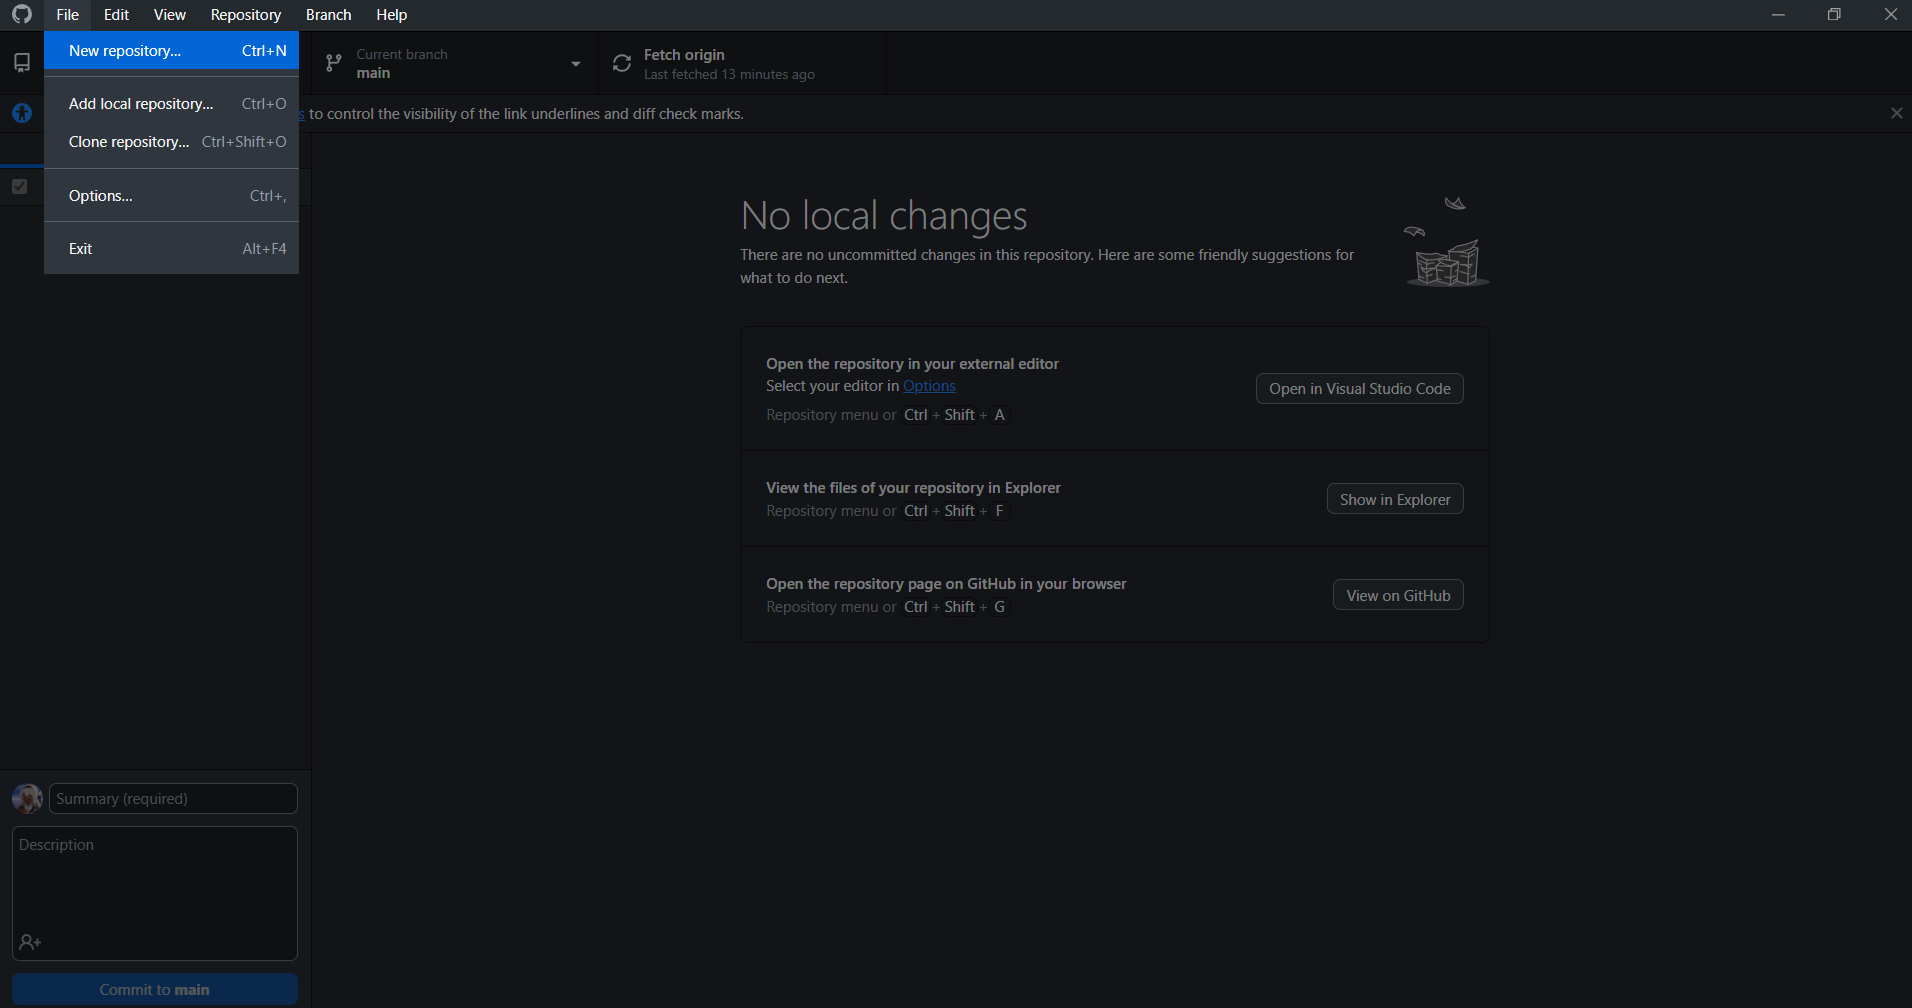 File Edit View Repository Branch Help
New repository... Ctrl+N
Add local repository... Ctrl+O
Clone repository... Ctrl+Shift+O
Options... Ctrl+,
Exit Alt+F4
Current branch
main
Fetch origin
Last fetched 13 minutes ago
s to control the visibility of the link underlines and diff check marks.
No local changes
There are no uncommitted changes in this repository. Here are some friendly suggestions for
what to do next.
Open the repository in your external editor
Select your editor in Options
Repository menu or Ctrl + Shift + A
Open in Visual Studio Code
View the files of your repository in Explorer
Repository menu or Ctrl + Shift + F
Show in Explorer
Open the repository page on GitHub in your browser
Repository menu or Ctrl + Shift + G
View on GitHub
Summary (required)
Description
Commit to main